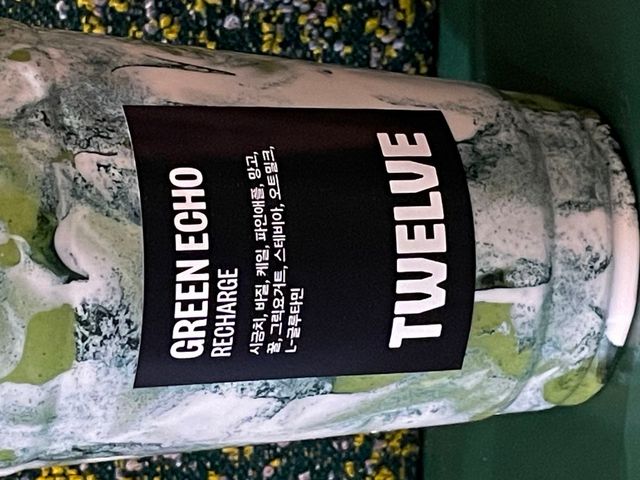 GREEN ECHO
RECHARGE
시금치, 바질, 케일, 파인애플, 망고,
꿀, 그릭요거트, 스테비아, 오트밀크,
L-글루타민
TWELVE